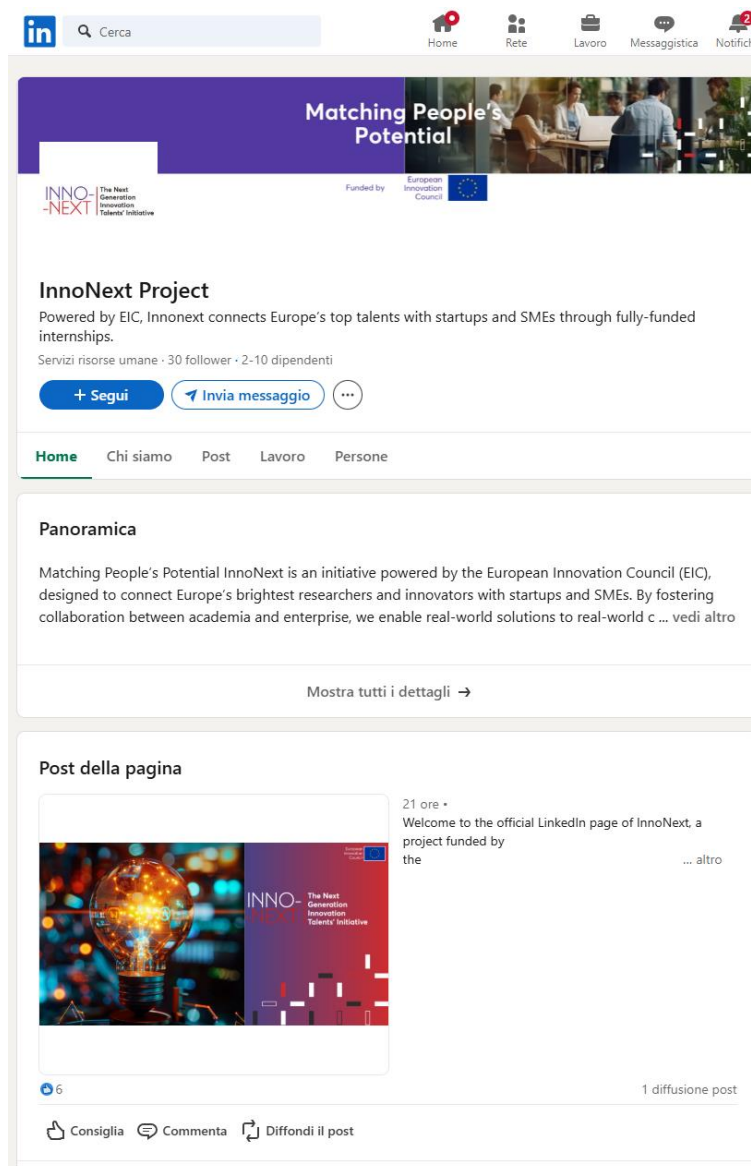 in
Cerca
Home
Rete
Lavoro
Messaggistica
2
Notifich
Matching People's
Potential
INNO-
-NEXT
The Next
Generation
Innovation
Talents' Initiative
Funded by
European
Innovation
Council
InnoNext Project
Powered by EIC, Innonext connects Europe's top talents with startups and SMEs through fully-funded
internships.
Servizi risorse umane · 30 follower · 2-10 dipendenti
+ Segui
Invia messaggio
Home
Chi siamo
Post
Lavoro
Persone
Panoramica
Matching People's Potential InnoNext is an initiative powered by the European Innovation Council (EIC),
designed to connect Europe's brightest researchers and innovators with startups and SMEs. By fostering
collaboration between academia and enterprise, we enable real-world solutions to real-world c ... vedi altro
Mostra tutti i dettagli →
Post della pagina
21 ore •
Welcome to the official LinkedIn page of InnoNext, a
project funded by
the ... altro
European
Innovation
Council
INNO-
-NEXT
The Next
Generation
Innovation
Talents' Initiative
6
1 diffusione post
Consiglia
Commenta
Diffondi il post